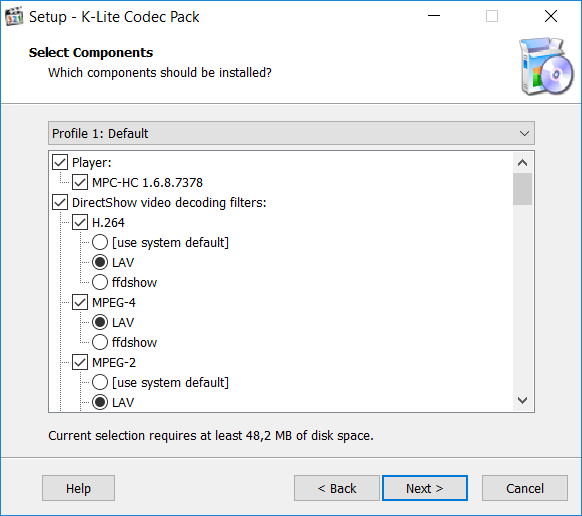 Setup - K-Lite Codec Pack
Select Components
Which components should be installed?
Profile 1: Default
Player:
MPC-HC 1.6.8.7378
DirectShow video decoding filters:
H.264
[use system default]
LAV
ffdshow
MPEG-4
LAV
ffdshow
MPEG-2
[use system default]
LAV
Current selection requires at least 48,2 MB of disk space.
Help
< Back
Next >
Cancel